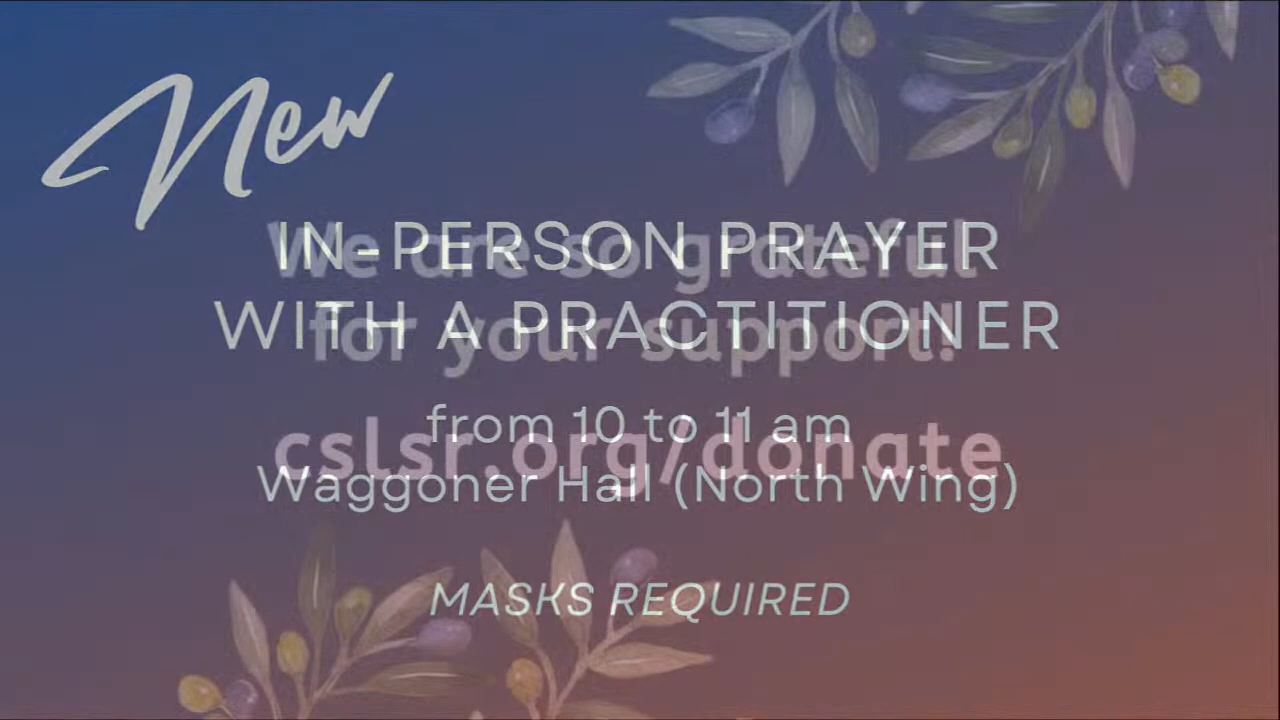 New
IN-PERSON PRAYER
WITH A PRACTITIONER
from 10 to 11 am
Waggoner Hall (North Wing)
MASKS REQUIRED
We are so grateful
for your support!
cslsr.org/donate